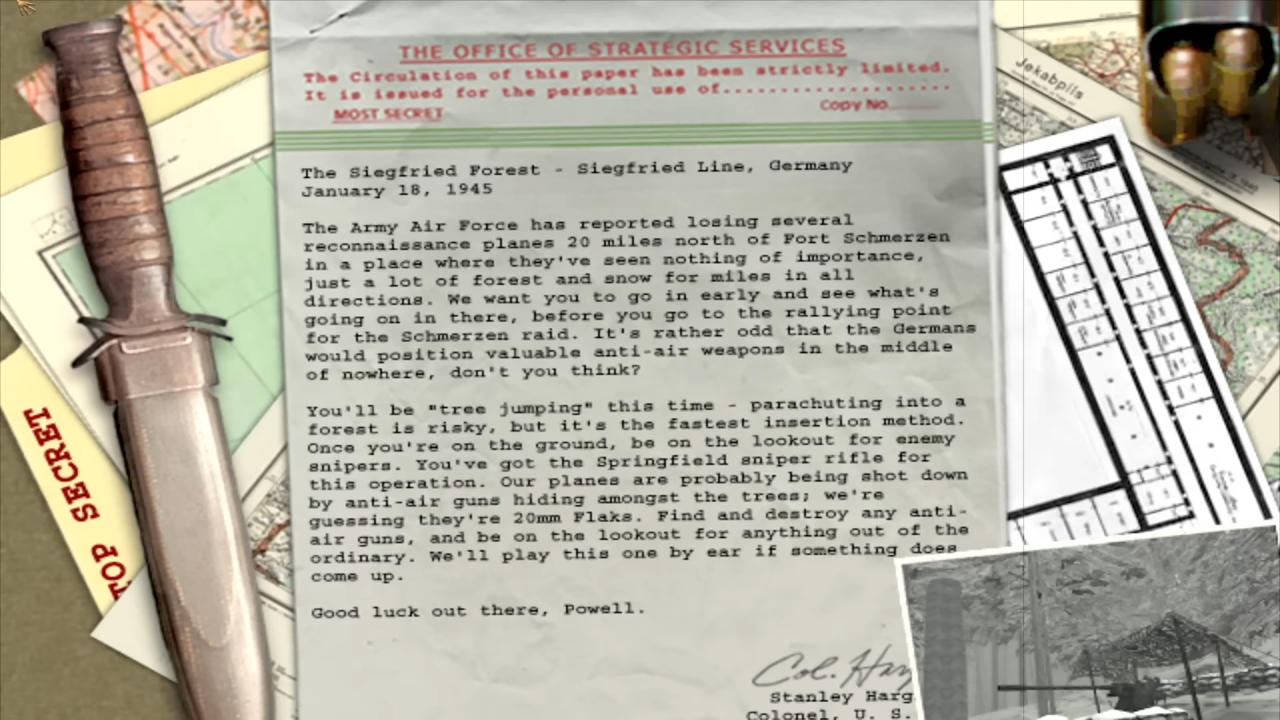 THE OFFICE OF STRATEGIC SERVICES
The Circulation of this paper has been strictly limited.
It is issued for the personal use of....................
MOST SECRET
Copy No.
The Siegfried Forest - Siegfried Line, Germany
January 18, 1945
The Army Air Force has reported losing several
reconnaissance planes 20 miles north of Fort Schmerzen
in a place where they've seen nothing of importance,
just a lot of forest and snow for miles in all
directions. We want you to go in early and see what's
going on in there, before you go to the rallying point
for the Schmerzen raid. It's rather odd that the Germans
would position valuable anti-air weapons in the middle
of nowhere, don't you think?
You'll be "tree jumping" this time - parachuting into a
forest is risky, but it's the fastest insertion method.
Once you're on the ground, be on the lookout for enemy
snipers. You've got the Springfield sniper rifle for
this operation. Our planes are probably being shot down
by anti-air guns hiding amongst the trees; we're
guessing they're 20mm Flaks. Find and destroy any anti-
air guns, and be on the lookout for anything out of the
ordinary. We'll play this one by ear if something does
come up.
Good luck out there, Powell.
Col. Har
Stanley Harg
Colonel, U. S.
TOP SECRET
Jekabpils